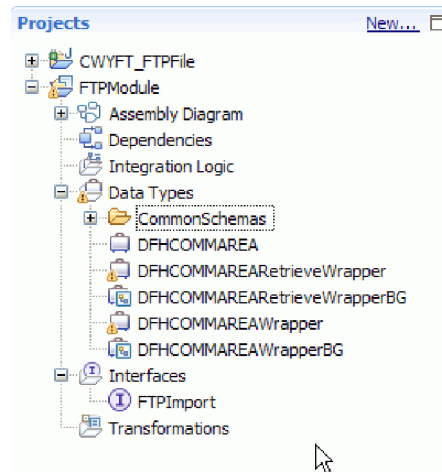 Projects New...
CWYFT_FTPFile
FTPModule
Assembly Diagram
Dependencies
Integration Logic
Data Types
CommonSchemas
DFHCOMMAREA
DFHCOMMAREARetrieveWrapper
DFHCOMMAREARetrieveWrapperBG
DFHCOMMAREAWrapper
DFHCOMMAREAWrapperBG
Interfaces
FTPImport
Transformations